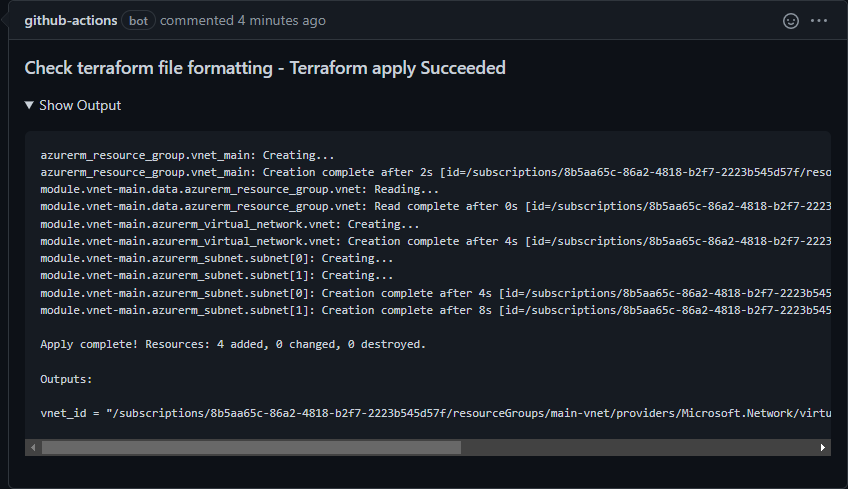 github-actions bot commented 4 minutes ago
Check terraform file formatting - Terraform apply Succeeded
Show Output
azurerm_resource_group.vnet_main: Creating...
azurerm_resource_group.vnet_main: Creation complete after 2s [id=/subscriptions/8b5aa65c-86a2-4818-b2f7-2223b545d57f/reso
module.vnet-main.data.azurerm_resource_group.vnet: Reading...
module.vnet-main.data.azurerm_resource_group.vnet: Read complete after 0s [id=/subscriptions/8b5aa65c-86a2-4818-b2f7-2223
module.vnet-main.azurerm_virtual_network.vnet: Creating...
module.vnet-main.azurerm_virtual_network.vnet: Creation complete after 4s [id=/subscriptions/8b5aa65c-86a2-4818-b2f7-2223
module.vnet-main.azurerm_subnet.subnet[0]: Creating...
module.vnet-main.azurerm_subnet.subnet[1]: Creating...
module.vnet-main.azurerm_subnet.subnet[0]: Creation complete after 4s [id=/subscriptions/8b5aa65c-86a2-4818-b2f7-2223b545
module.vnet-main.azurerm_subnet.subnet[1]: Creation complete after 8s [id=/subscriptions/8b5aa65c-86a2-4818-b2f7-2223b545
Apply complete! Resources: 4 added, 0 changed, 0 destroyed.
Outputs:
vnet_id = "/subscriptions/8b5aa65c-86a2-4818-b2f7-2223b545d57f/resourceGroups/main-vnet/providers/Microsoft.Network/virtu